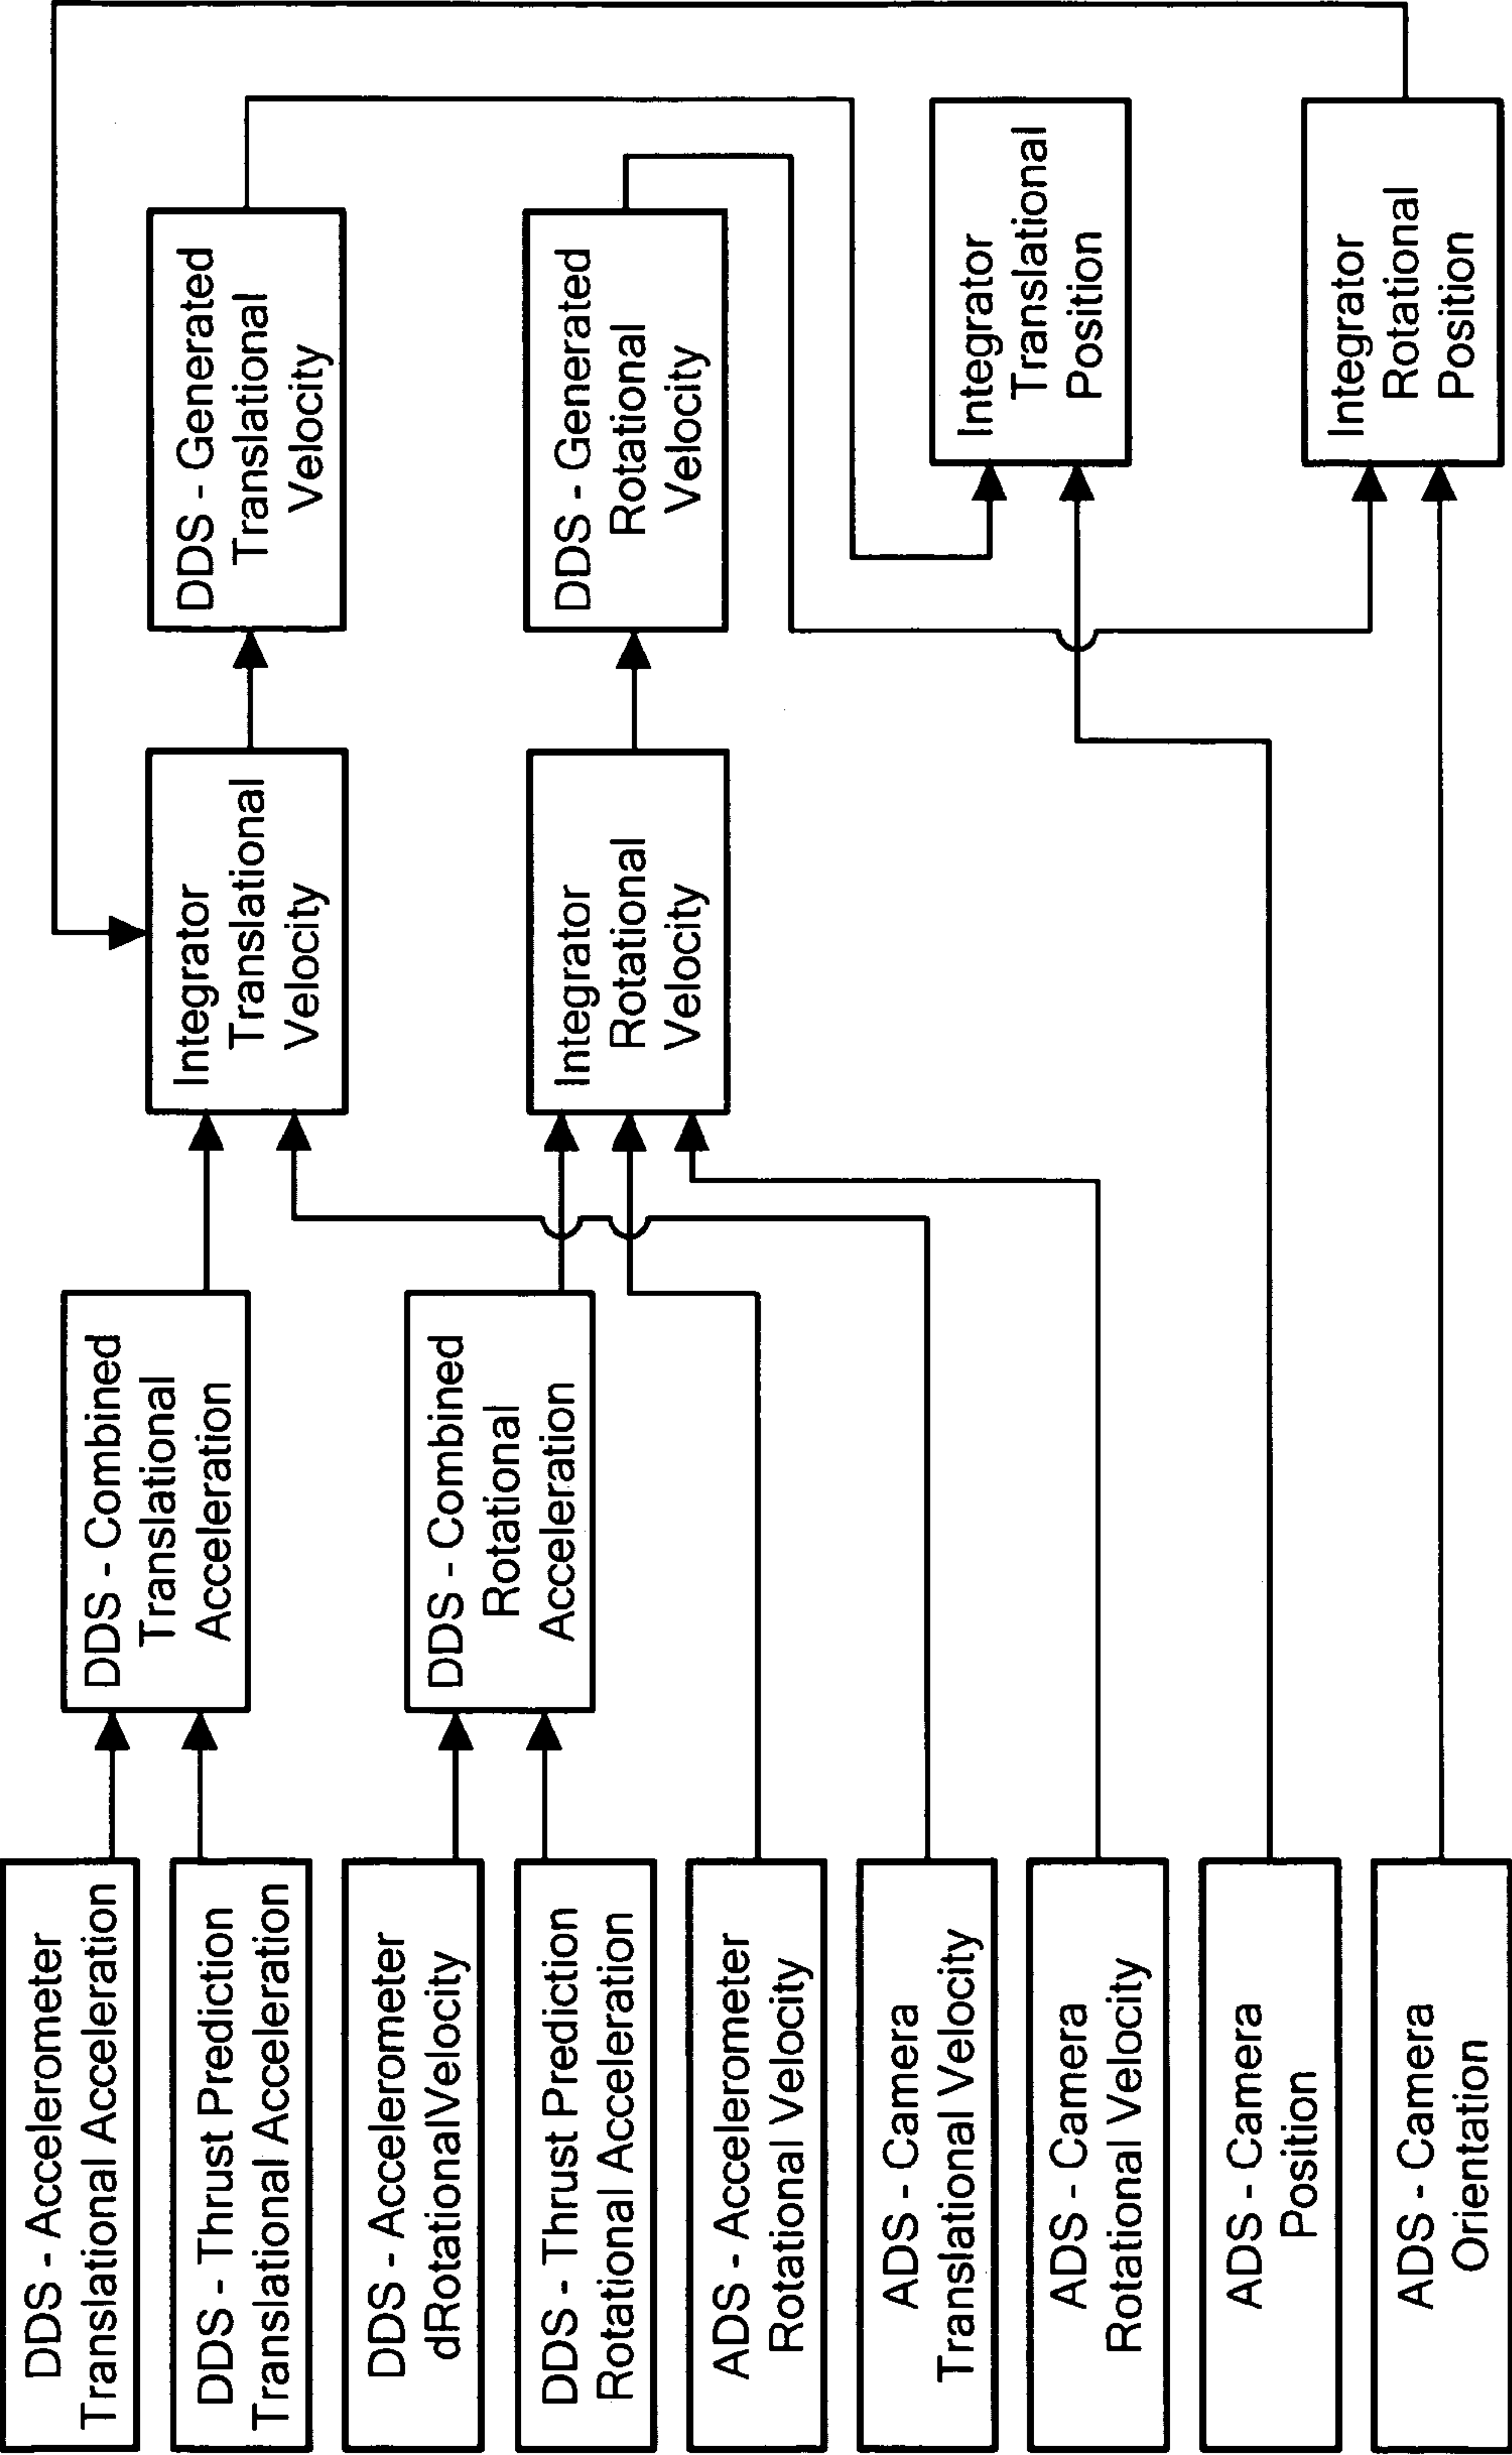 DDS - Accelerometer
Translational Acceleration
DDS - Thrust Prediction
Translational Acceleration
DDS - Accelerometer
dRotationalVelocity
DDS - Thrust Prediction
Rotational Acceleration
ADS - Accelerometer
Rotational Velocity
ADS - Camera
Translational Velocity
ADS - Camera
Rotational Velocity
ADS - Camera
Position
ADS - Camera
Orientation
DDS - Combined
Translational
Acceleration
DDS - Combined
Rotational
Acceleration
Integrator
Translational
Velocity
Integrator
Rotational
Velocity
DDS - Generated
Translational
Velocity
DDS - Generated
Rotational
Velocity
Integrator
Translational
Position
Integrator
Rotational
Position